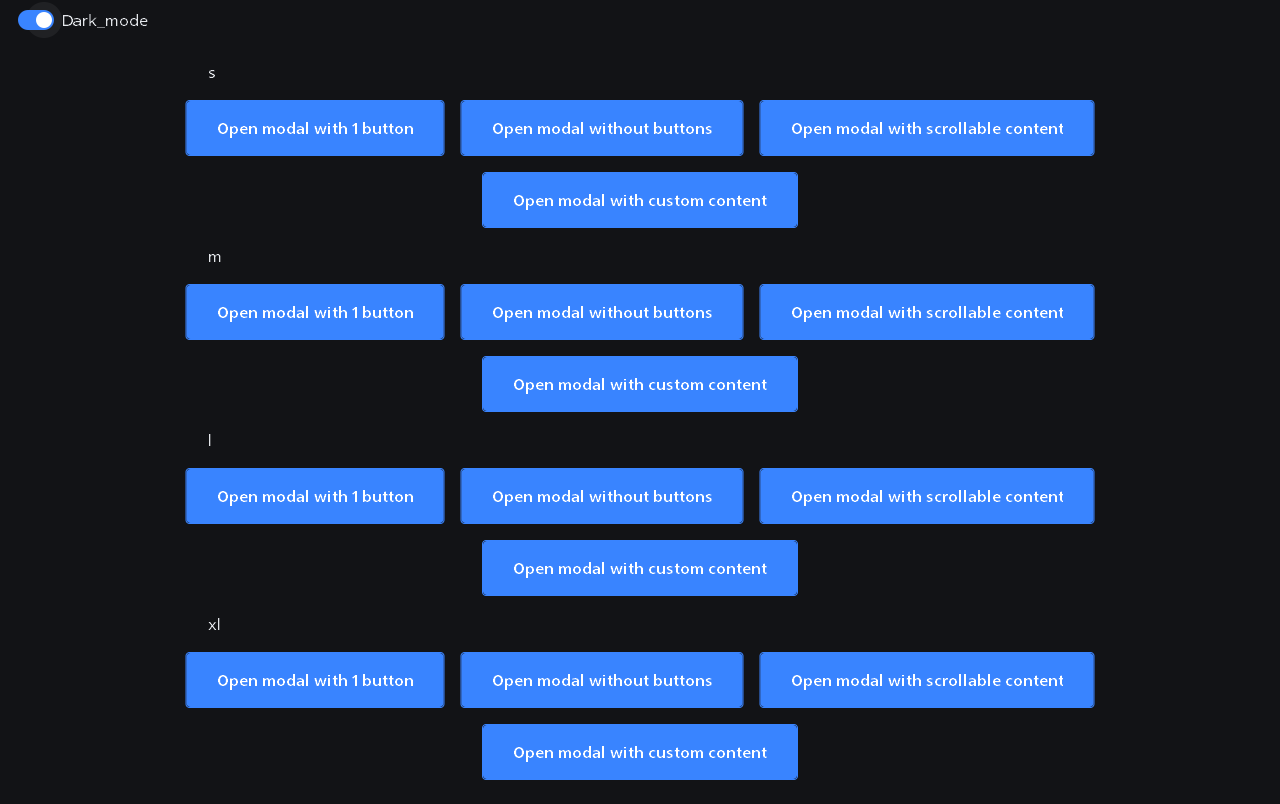 Dark_mode
s
Open modal with 1 button
Open modal without buttons
Open modal with scrollable content
Open modal with custom content
m
Open modal with 1 button
Open modal without buttons
Open modal with scrollable content
Open modal with custom content
l
Open modal with 1 button
Open modal without buttons
Open modal with scrollable content
Open modal with custom content
xl
Open modal with 1 button
Open modal without buttons
Open modal with scrollable content
Open modal with custom content